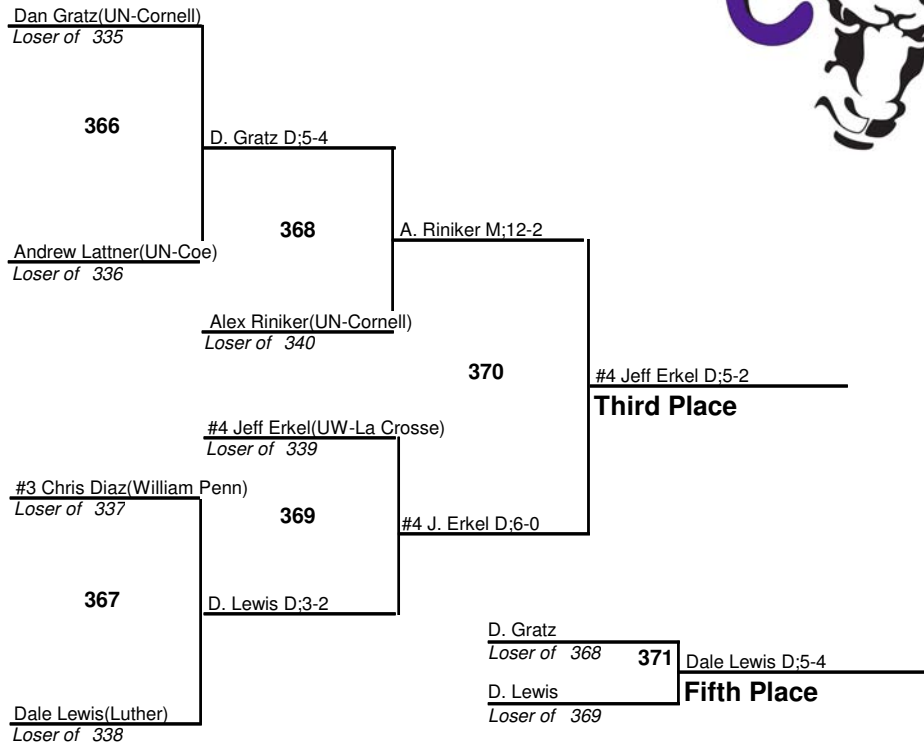 Dan Gratz(UN-Cornell)
Loser of 335
366
D. Gratz D;5-4
368
A. Riniker M;12-2
Andrew Lattner(UN-Coe)
Loser of 336
Alex Riniker(UN-Cornell)
Loser of 340
370
#4 Jeff Erkel D;5-2
Third Place
#4 Jeff Erkel(UW-La Crosse)
Loser of 339
#3 Chris Diaz(William Penn)
Loser of 337
369
#4 J. Erkel D;6-0
367
D. Lewis D;3-2
D. Gratz
Loser of 368
371
Dale Lewis D;5-4
Fifth Place
D. Lewis
Loser of 369
Dale Lewis(Luther)
Loser of 338